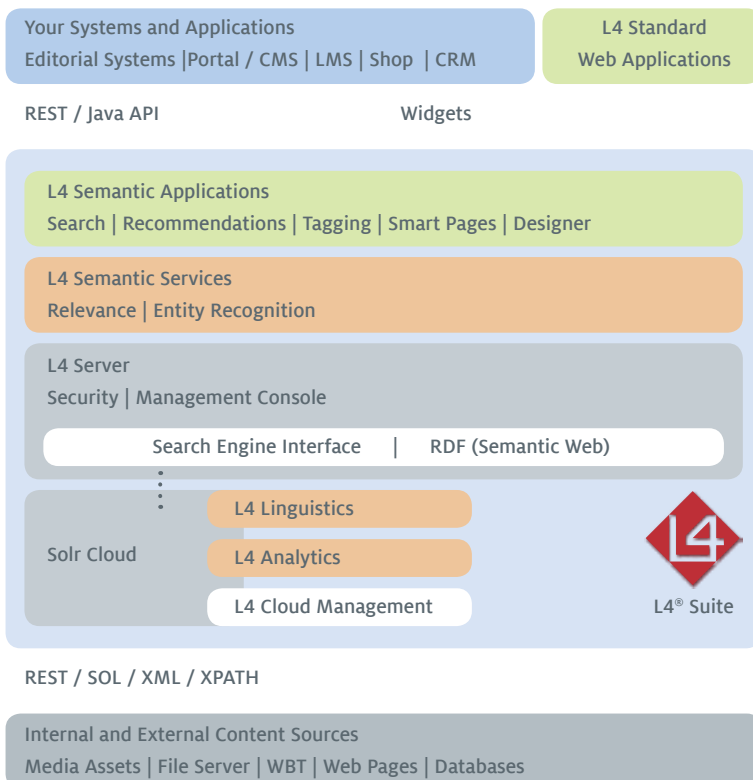 Your Systems and Applications
Editorial Systems |Portal / CMS | LMS | Shop | CRM
L4 Standard
Web Applications
REST / Java API
Widgets
L4 Semantic Applications
Search | Recommendations | Tagging | Smart Pages | Designer
L4 Semantic Services
Relevance | Entity Recognition
L4 Server
Security | Management Console
Search Engine Interface | RDF (Semantic Web)
L4 Linguistics
Solr Cloud
L4 Analytics
L4 Cloud Management
L4
L4® Suite
REST / SOL / XML / XPATH
Internal and External Content Sources
Media Assets | File Server | WBT | Web Pages | Databases